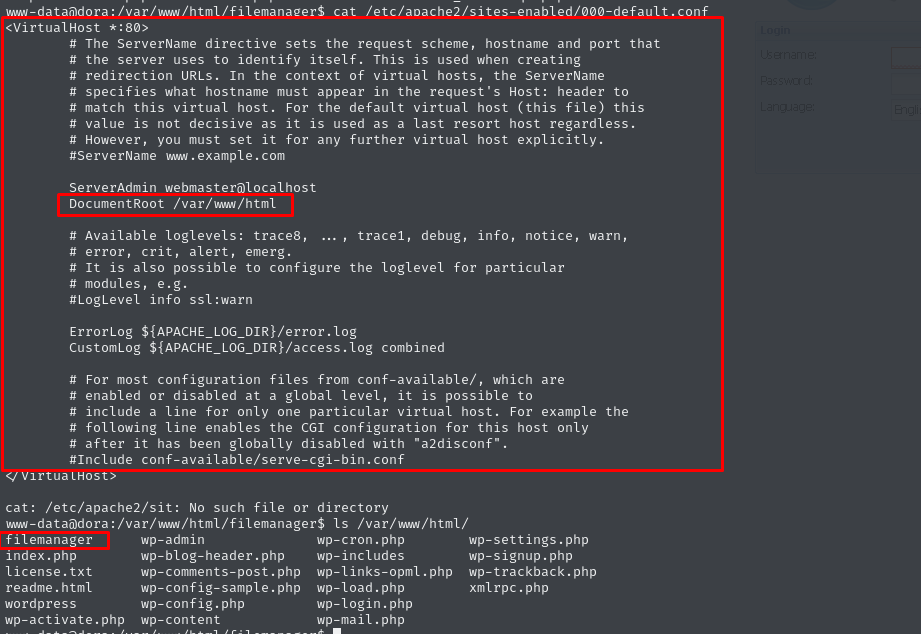 www-data@dora:/var/www/html/filemanager$ cat /etc/apache2/sites-enabled/000-default.conf
<VirtualHost *:80>
        # The ServerName directive sets the request scheme, hostname and port that
        # the server uses to identify itself. This is used when creating
        # redirection URLs. In the context of virtual hosts, the ServerName
        # specifies what hostname must appear in the request's Host: header to
        # match this virtual host. For the default virtual host (this file) this
        # value is not decisive as it is used as a last resort host regardless.
        # However, you must set it for any further virtual host explicitly.
        #ServerName www.example.com
        ServerAdmin webmaster@localhost
        DocumentRoot /var/www/html
        # Available loglevels: trace8, ..., trace1, debug, info, notice, warn,
        # error, crit, alert, emerg.
        # It is also possible to configure the loglevel for particular
        # modules, e.g.
        #LogLevel info ssl:warn
        ErrorLog ${APACHE_LOG_DIR}/error.log
        CustomLog ${APACHE_LOG_DIR}/access.log combined
        # For most configuration files from conf-available/, which are
        # enabled or disabled at a global level, it is possible to
        # include a line for only one particular virtual host. For example the
        # following line enables the CGI configuration for this host only
        # after it has been globally disabled with "a2disconf".
        #Include conf-available/serve-cgi-bin.conf
</VirtualHost>
cat: /etc/apache2/sit: No such file or directory
www-data@dora:/var/www/html/filemanager$ ls /var/www/html/
filemanager      wp-admin              wp-cron.php        wp-settings.php
index.php        wp-blog-header.php    wp-includes        wp-signup.php
license.txt      wp-comments-post.php  wp-links-opml.php  wp-trackback.php
readme.html      wp-config-sample.php  wp-load.php        xmlrpc.php
wordpress        wp-config.php         wp-login.php
wp-activate.php  wp-content            wp-mail.php
www-data@dora:/var/www/html/filemanager$
Login
Username:
Password:
Language:
Engli